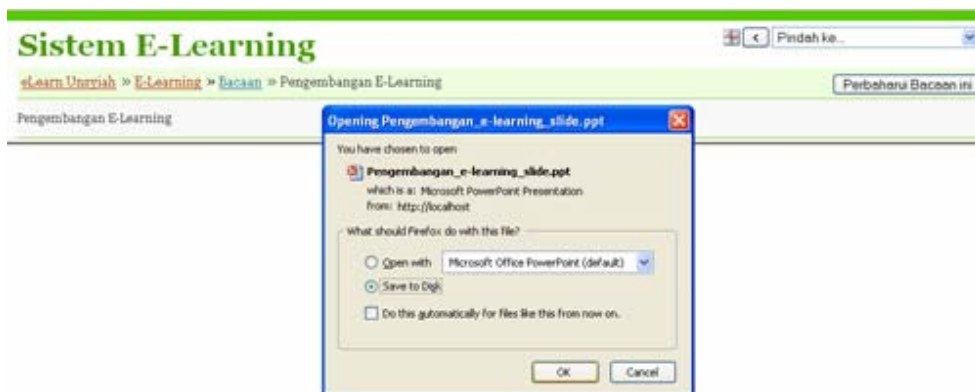 Sistem E-Learning
Pindah ke...
eLearn Unsyiah » E-Learning » Bacaan » Pengembangan E-Learning
Perbaharui Bacaan ini
Pengembangan E-Learning
Opening Pengembangan_e-learning_slide.ppt
You have chosen to open
Pengembangan_e-learning_slide.ppt
which is a: Microsoft PowerPoint Presentation
from: http://localhost
What should Firefox do with this file?
Open with Microsoft Office PowerPoint (default)
Save to Disk
Do this automatically for files like this from now on.
OK Cancel